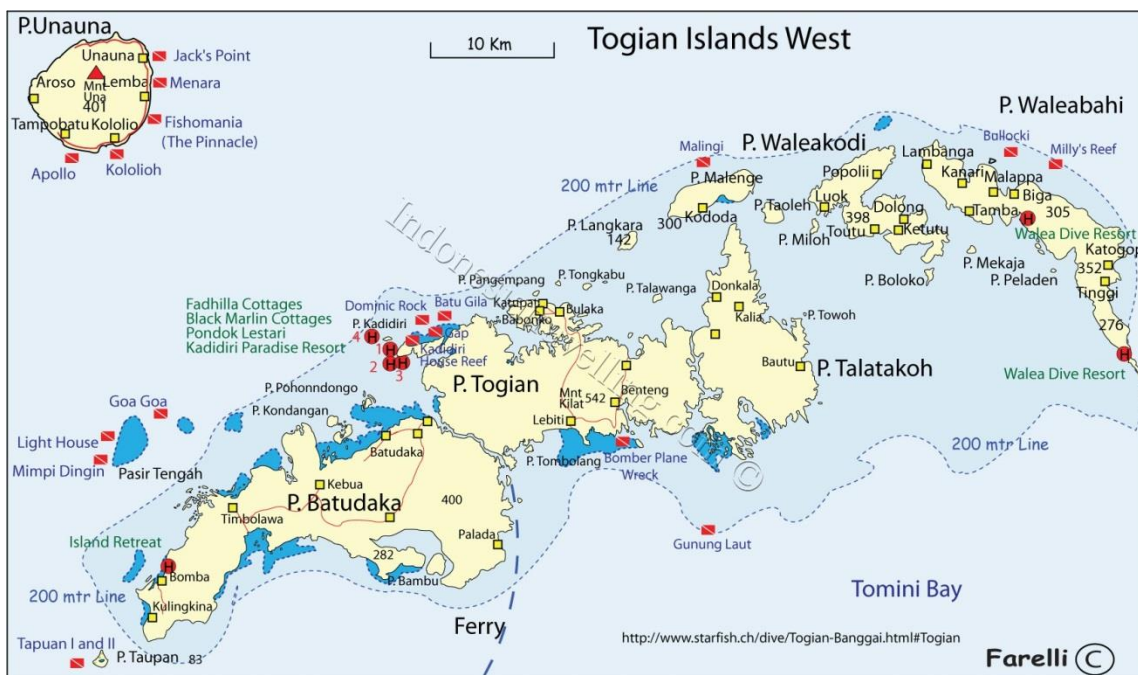 P.Unauna
10 Km
Togian Islands West
Unauna
Jack's Point
Aroso
Mnt
Una
401
Lemba
Menara
Tampobatu
Kololio
Fishomania
(The Pinnacle)
Apollo
Kololioh
P. Waleabahi
P. Waleakodi
Malingi
Bullocki
Milly's Reef
Lambanga
200 mtr Line
P. Malenge
Popolii
Kanari
Malappa
P. Taoleh
Luok
Biga
Kododa
300
Dolong
398
Tamba
305
P. Langkara
142
P. Miloh
Toutu
Ketutu
Walea Dive Resort
Katogop
P. Mekaja
P. Boloko
P. Peladen
352
Tinggi
P. Pangempang
P. Tongkabu
P. Talawanga
Donkala
Kalia
276
P. Towoh
Fadhilla Cottages
Black Marlin Cottages
Pondok Lestari
Kadidiri Paradise Resort
Dominic Rock
Batu Gila
P. Kadidiri
Katupat
Babonko
Bulaka
4
1
2
3
Gap
Kadidiri
House Reef
P. Togian
Bautu
P. Talatakoh
Walea Dive Resort
P. Pohonndongo
P. Kondangan
Mnt
Kilat
542
Benteng
Lebiti
Goa Goa
Light House
Mimpi Dingin
Pasir Tengah
Batudaka
P. Tombolang
Bomber Plane
Wreck
200 mtr Line
Kebua
P. Batudaka
400
Timbolawa
Palada
Gunung Laut
Island Retreat
282
P. Bambu
Bomba
200 mtr Line
Kulingkina
Tomini Bay
Ferry
Tapuan I and II
P. Taupan
83
http://www.starfish.ch/dive/Togian-Banggai.html#Togian
Farelli ©